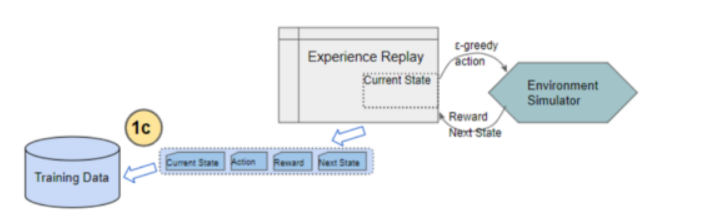 ε-greedy
action
Experience Replay
Current State
Environment
Simulator
Reward
Next State
1c
Current State
Action
Reward
Next State
Training Data